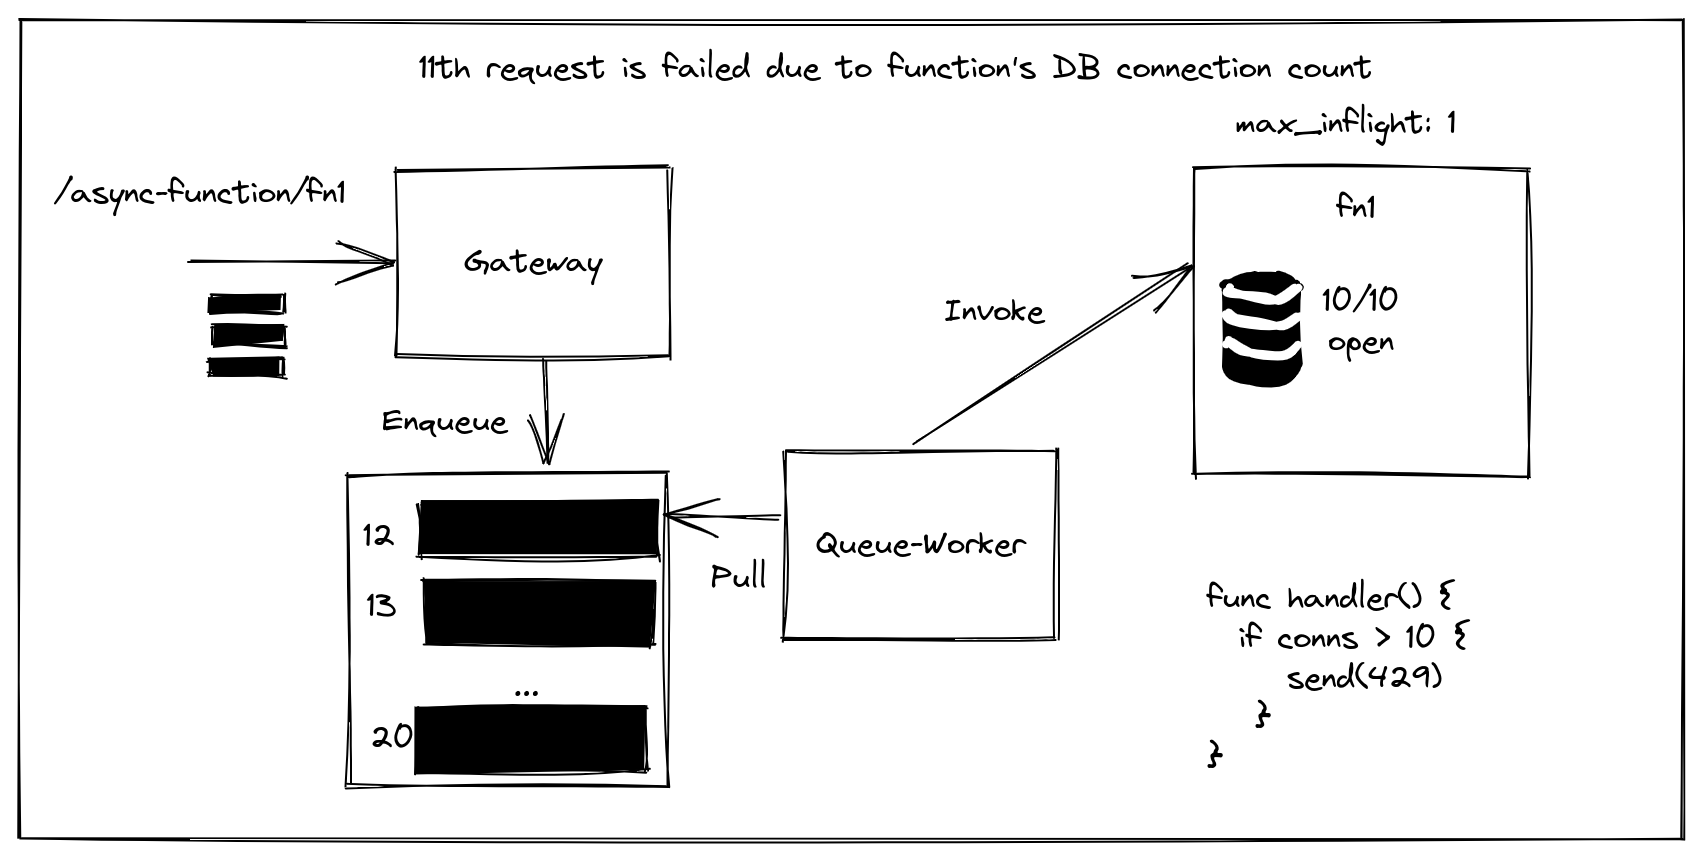 11th request is failed due to function's DB connection count
max_inflight: 1
/async-function/fn1
Gateway
fn1
10/10
open
Invoke
Enqueue
12
13
...
20
Queue-Worker
Pull
func handler() {
if conns > 10 {
send(429)
}
}